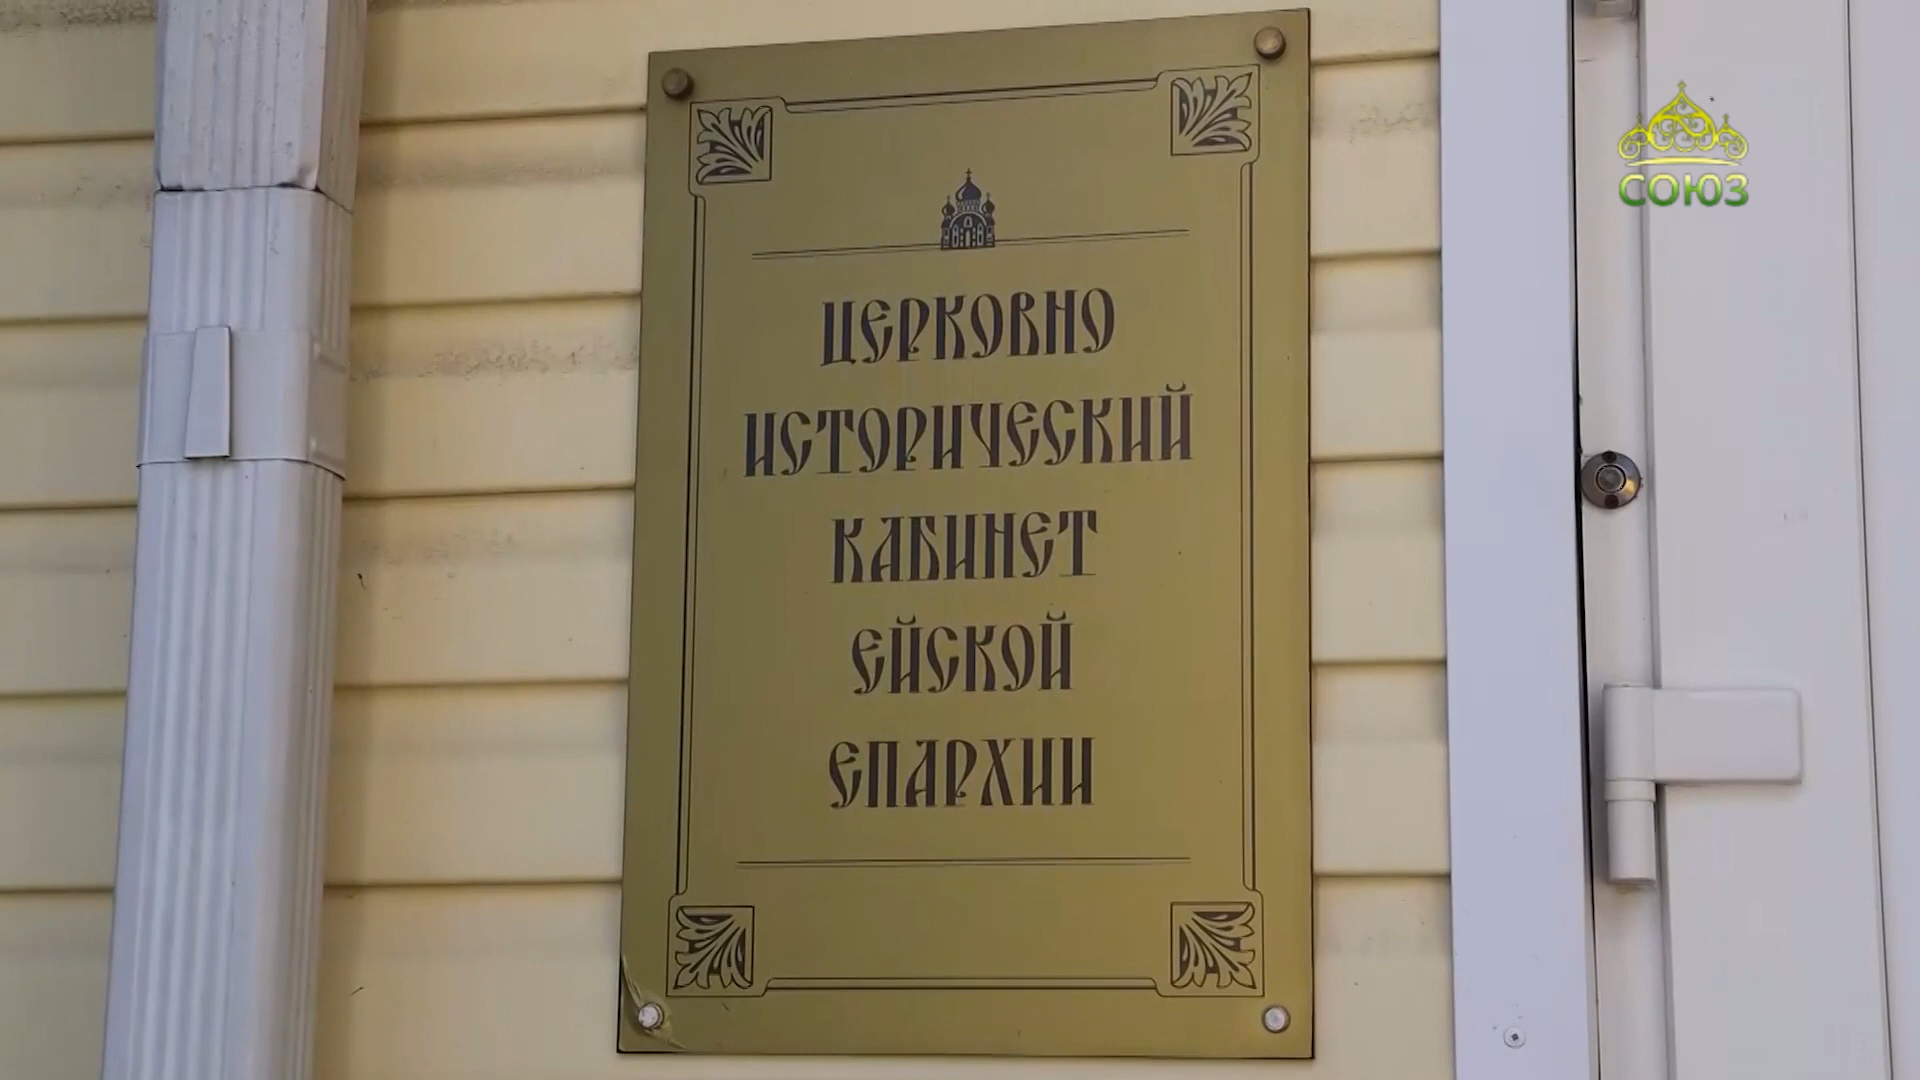 СОЮЗ
ЦЕРКОВНО
ИСТОРИЧЕСКИЙ
КАБИНЕТ
ЕЙСКОЙ
ЕПАРХИИ